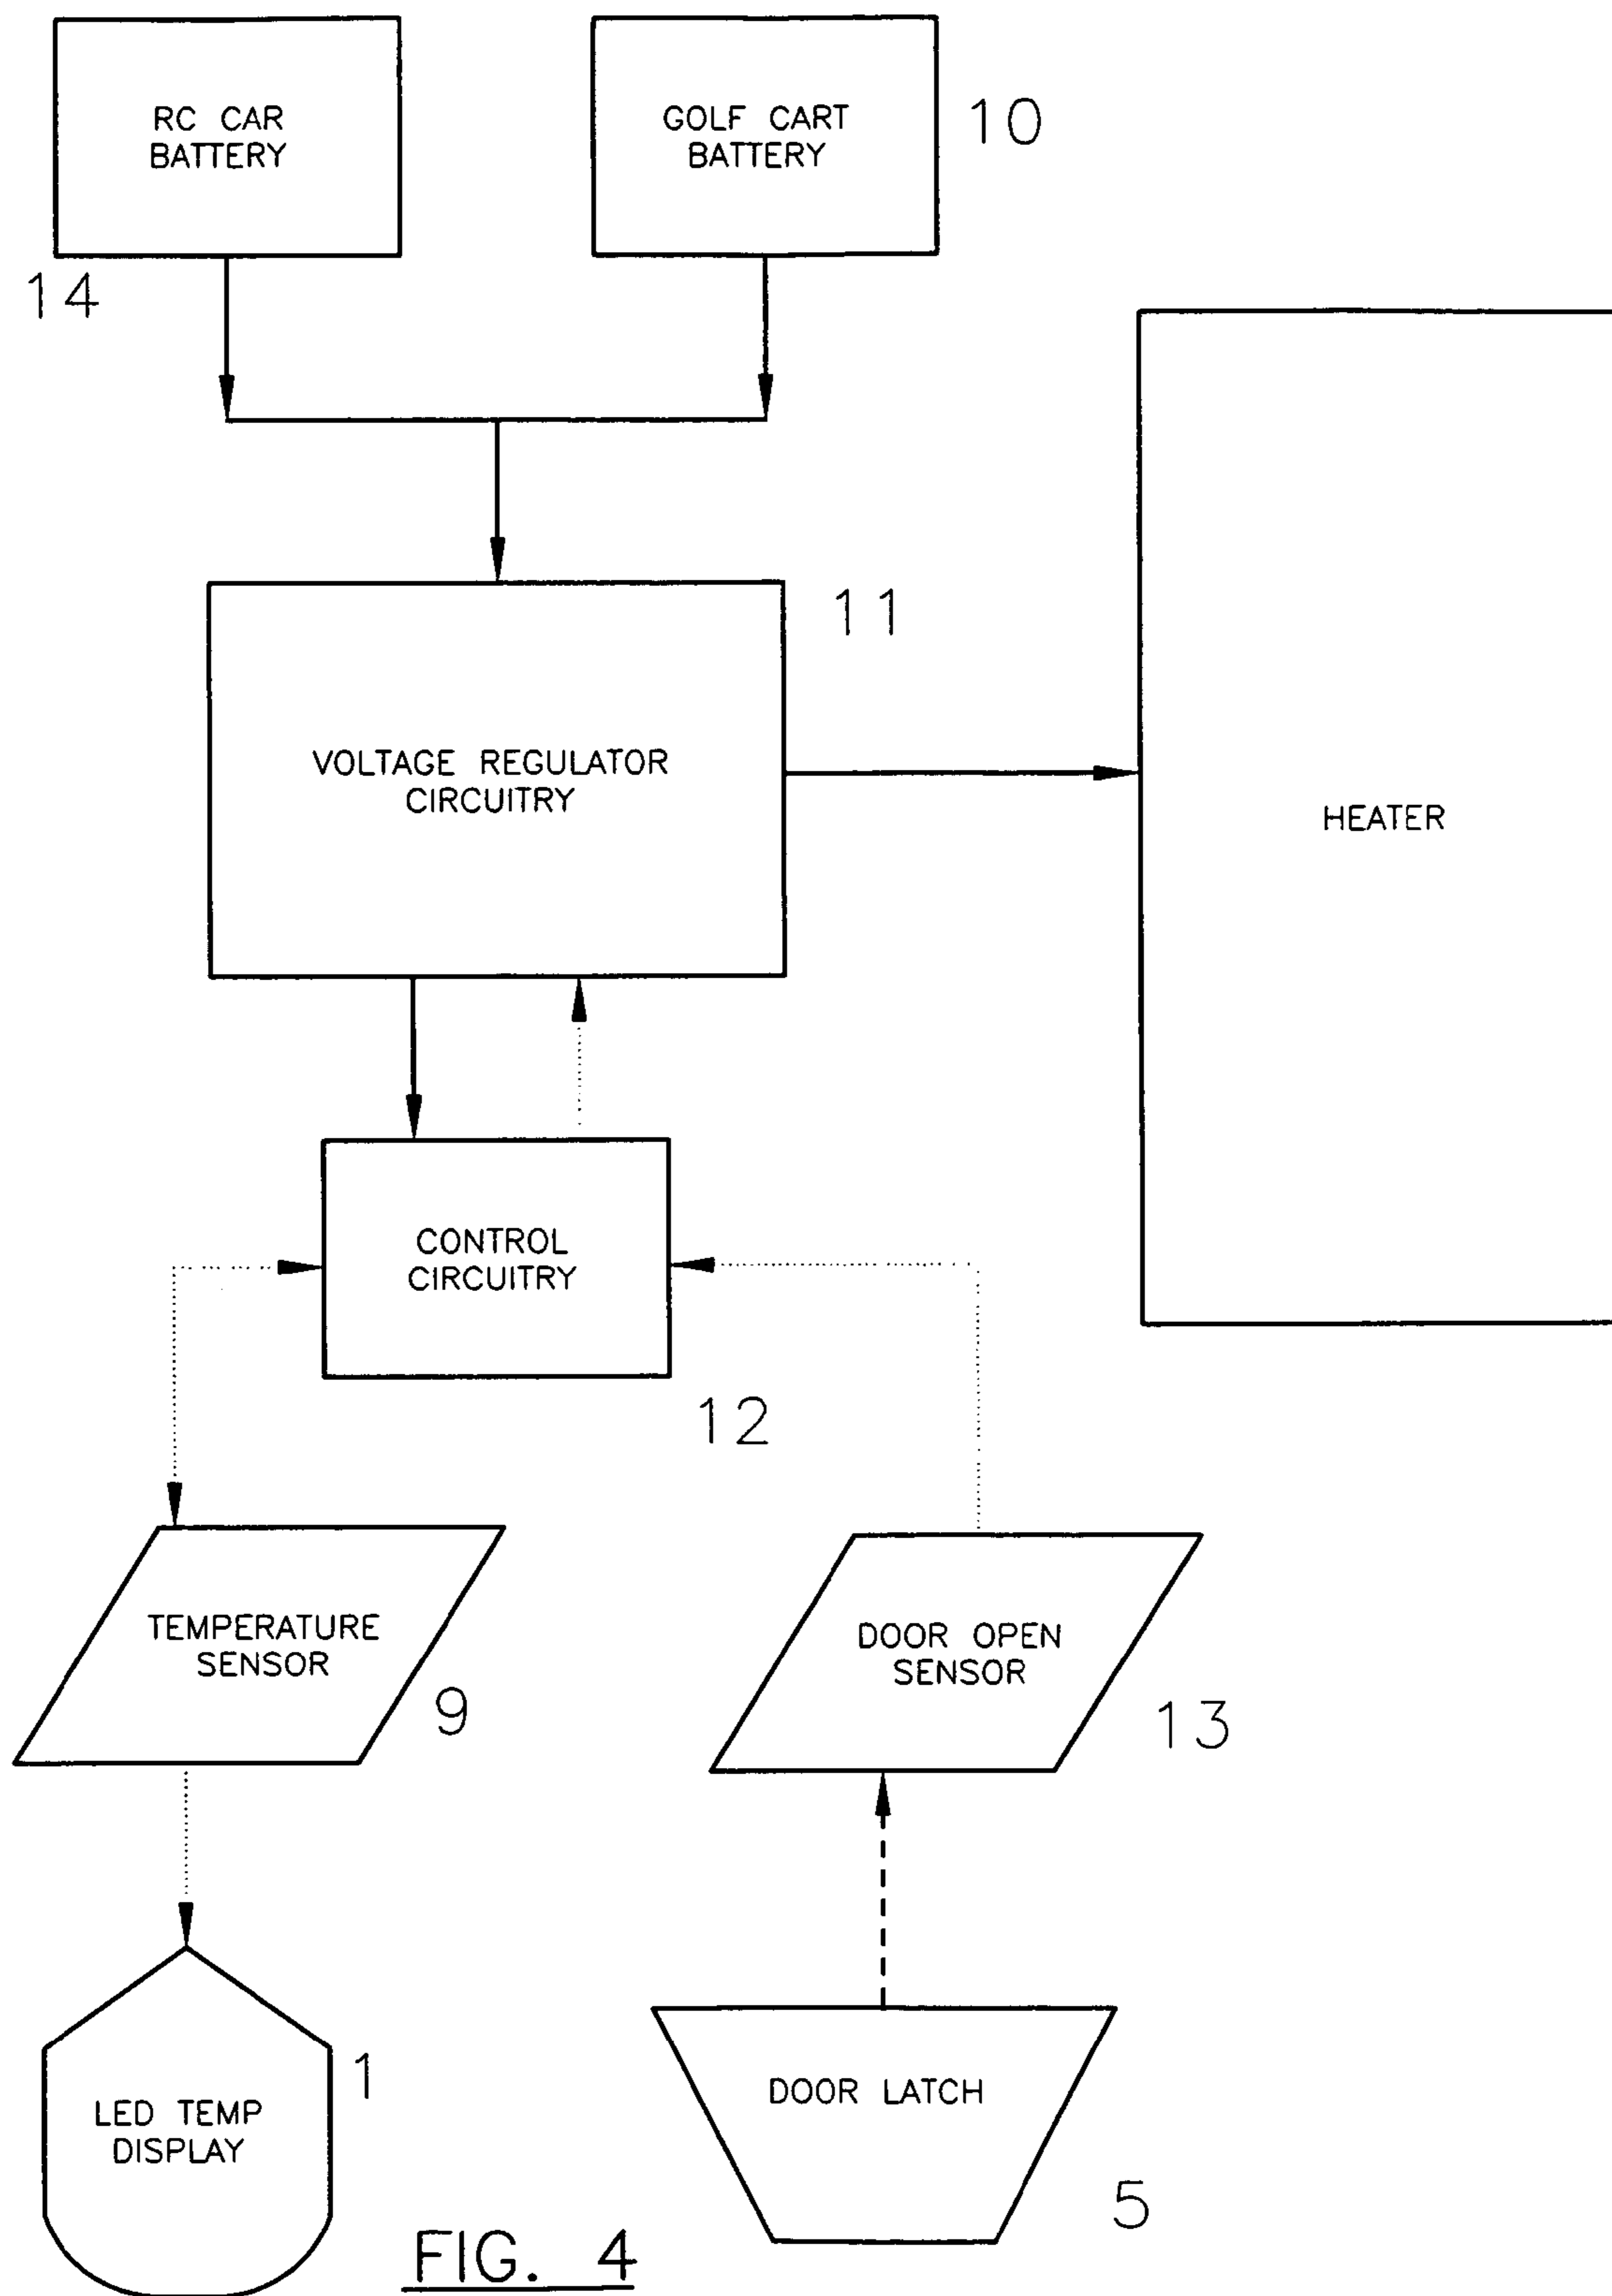 RC CAR
BATTERY
14
GOLF CART
BATTERY
10
VOLTAGE REGULATOR
CIRCUITRY
11
HEATER
CONTROL
CIRCUITRY
12
TEMPERATURE
SENSOR
9
DOOR OPEN
SENSOR
13
LED TEMP
DISPLAY
1
DOOR LATCH
5
FIG. 4